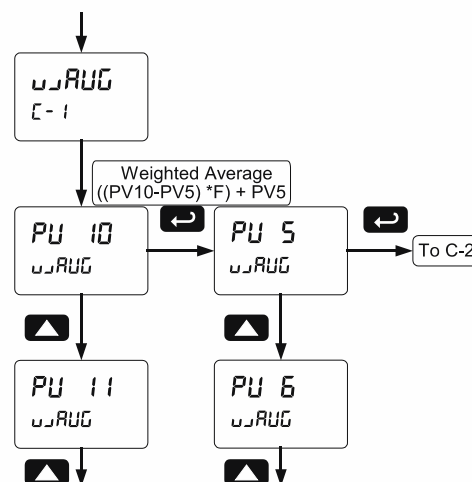 wAVG
C-1
Weighted Average
((PV10-PV5) *F) + PV5
PV 10
wAVG
PV 5
wAVG
To C-2
PV 11
wAVG
PV 6
wAVG